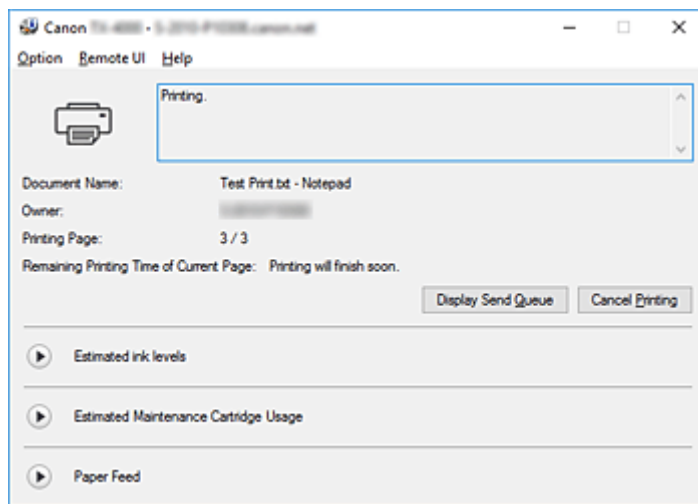 Canon
Option Remote UI Help
Printing.
Document Name: Test Print.txt - Notepad
Owner:
Printing Page: 3 / 3
Remaining Printing Time of Current Page: Printing will finish soon.
Display Send Queue Cancel Printing
Estimated ink levels
Estimated Maintenance Cartridge Usage
Paper Feed